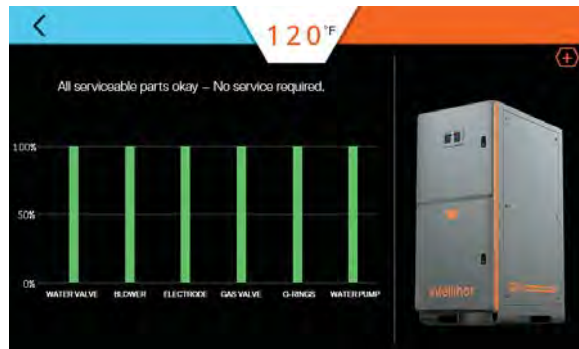 120°F
All serviceable parts okay – No service required.
100%
50%
0%
WATER VALVE BLOWER ELECTRODE GAS VALVE O-RINGS WATER PUMP
intellihot